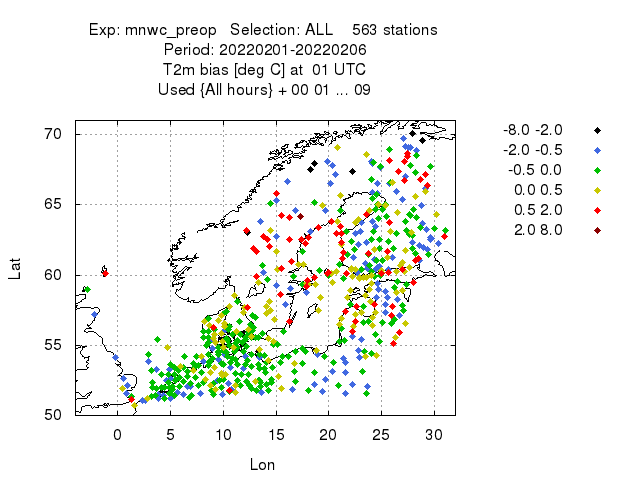 Exp: mnwc_preop   Selection: ALL    563 stations
Period: 20220201-20220206
T2m bias [deg C] at  01 UTC
Used {All hours} + 00 01 ... 09
70
65
60
55
50
Lat
0 5 10 15 20 25 30
Lon
-8.0 -2.0
-2.0 -0.5
-0.5 0.0
0.0 0.5
0.5 2.0
2.0 8.0